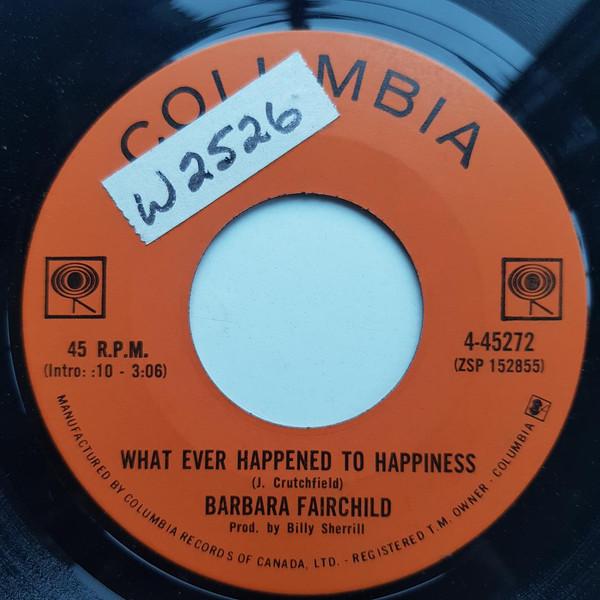 COLUMBIA
W2526
45 R.P.M.
(Intro: :10 - 3:06)
4-45272
(ZSP 152855)
WHAT EVER HAPPENED TO HAPPINESS
(J. Crutchfield)
BARBARA FAIRCHILD
Prod. by Billy Sherrill
MANUFACTURED BY COLUMBIA RECORDS OF CANADA, LTD. - REGISTERED T.M. OWNER - COLUMBIA